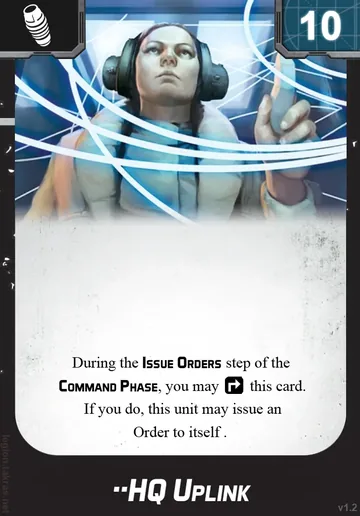 10
During the Issue Orders step of the
Command Phase, you may this card.
If you do, this unit may issue an
Order to itself .
··HQ Uplink
v1.2